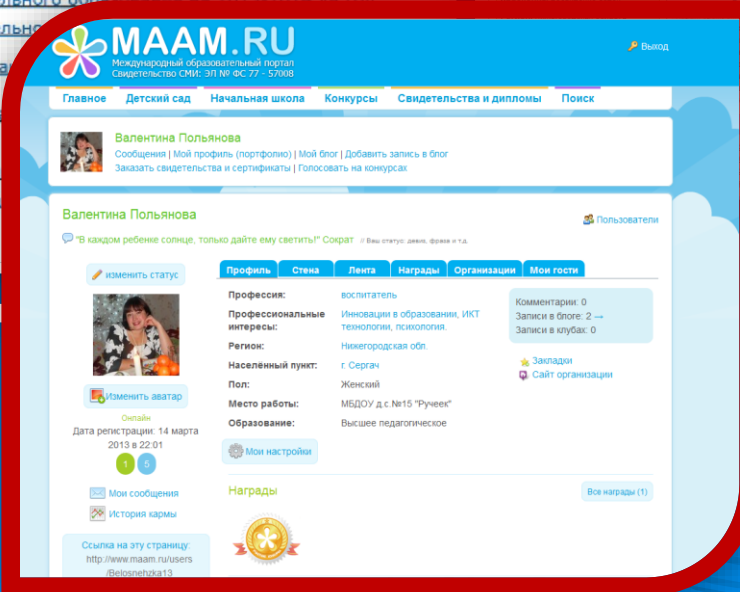 MAAM.RU
Международный образовательный портал
Свидетельство СМИ: ЭЛ № ФС 77 - 57008
Выход
Главное Детский сад Начальная школа Конкурсы Свидетельства и дипломы Поиск
Валентина Польянова
Сообщения | Мой профиль (портфолио) | Мой блог | Добавить запись в блог
Заказать свидетельства и сертификаты | Голосовать на конкурсах
Валентина Польянова
Пользователи
"В каждом ребенке солнце, только дайте ему светить!" Сократ // Ваш статус: девиз, фраза и т.д.
изменить статус
Изменить аватар
Онлайн
Дата регистрации: 14 марта
2013 в 22:01
1 5
Мои сообщения
История кармы
Ссылка на эту страницу:
http://www.maam.ru/users
/Belosnehzka13
Профиль Стена Лента Награды Организации Мои гости
Профессия: воспитатель
Профессиональные интересы: Инновации в образовании, ИКТ
технологии, психология.
Регион: Нижегородская обл.
Населённый пункт: г. Сергач
Пол: Женский
Место работы: МБДОУ д.с.№15 "Ручеек"
Образование: Высшее педагогическое
Мои настройки
Комментарии: 0
Записи в блоге: 2 →
Записи в клубах: 0
Закладки
Сайт организации
Награды
Все награды (1)